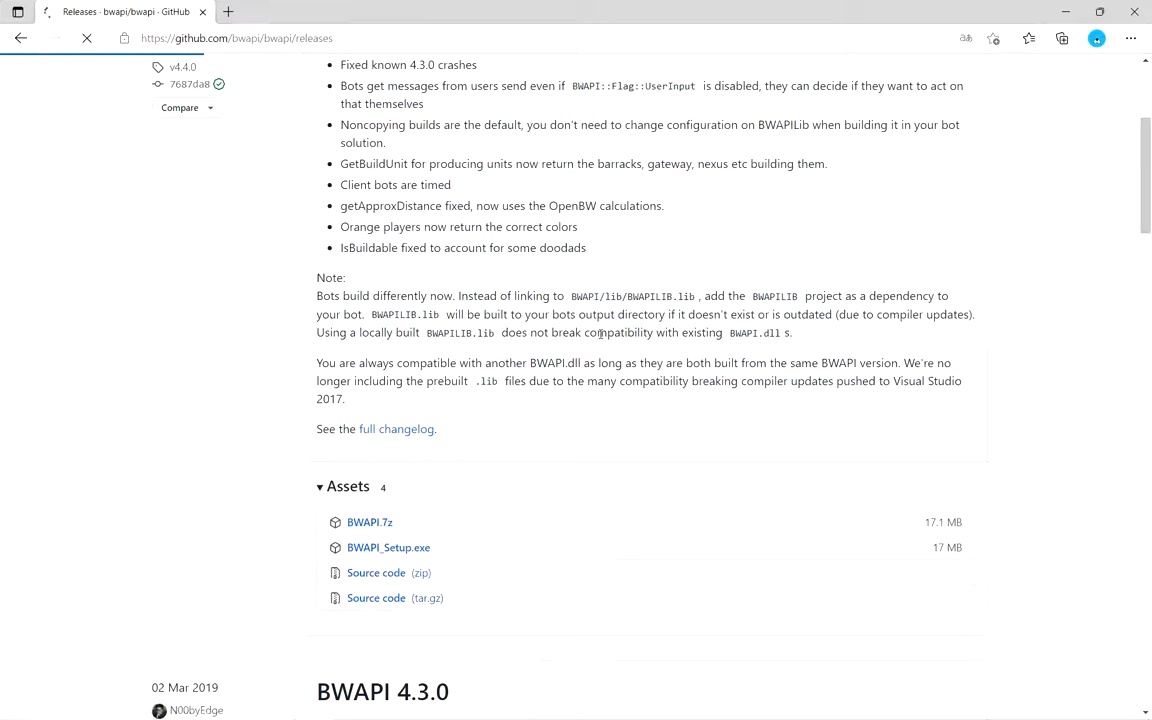 Releases · bwapi/bwapi · GitHub
https://github.com/bwapi/bwapi/releases
v4.4.0
7687da8
Compare
Fixed known 4.3.0 crashes
Bots get messages from users send even if BWAPI::Flag::UserInput is disabled, they can decide if they want to act on
that themselves
Noncopying builds are the default, you don't need to change configuration on BWAPILib when building it in your bot
solution.
GetBuildUnit for producing units now return the barracks, gateway, nexus etc building them.
Client bots are timed
getApproxDistance fixed, now uses the OpenBW calculations.
Orange players now return the correct colors
IsBuildable fixed to account for some doodads
Note:
Bots build differently now. Instead of linking to BWAPI/lib/BWAPILIB.lib , add the BWAPILIB project as a dependency to
your bot. BWAPILIB.lib will be built to your bots output directory if it doesn't exist or is outdated (due to compiler updates).
Using a locally built BWAPILIB.lib does not break compatibility with existing BWAPI.dll s.
You are always compatible with another BWAPI.dll as long as they are both built from the same BWAPI version. We're no
longer including the prebuilt .lib files due to the many compatibility breaking compiler updates pushed to Visual Studio
2017.
See the full changelog.
Assets 4
BWAPI.7z 17.1 MB
BWAPI_Setup.exe 17 MB
Source code (zip)
Source code (tar.gz)
02 Mar 2019
N00byEdge
BWAPI 4.3.0